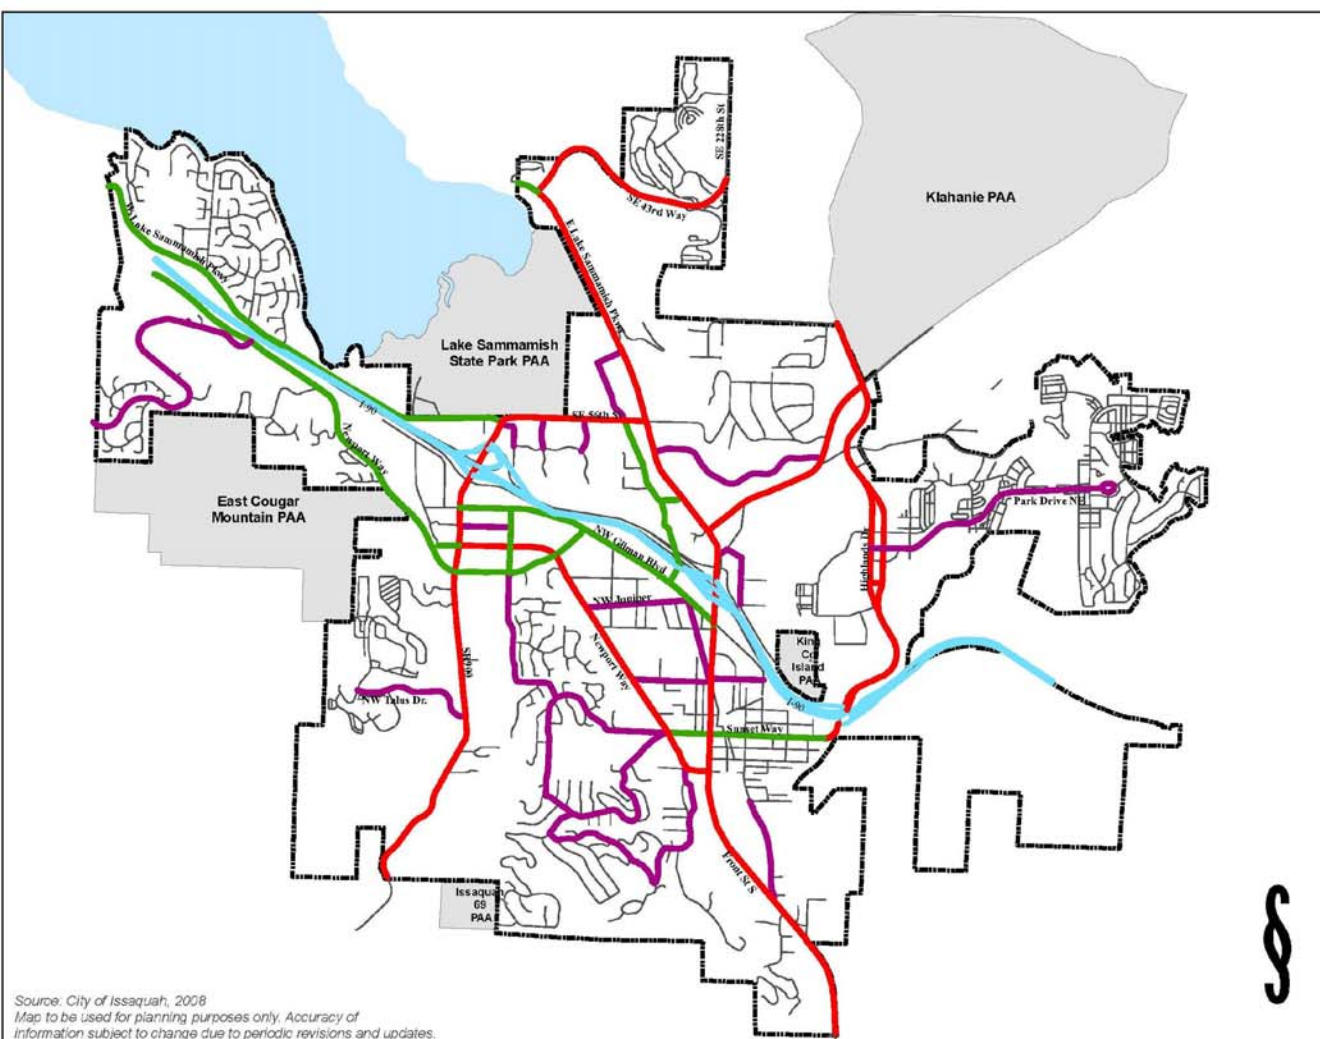 SE 228th St
Klahanie PAA
SE 43rd Way
W Lake Sammamish Pkwy
E Lake Sammamish Pkwy
Lake Sammamish
State Park PAA
I-90
SE 56th St
Newport Way
East Cougar
Mountain PAA
Park Drive NE
NW Gilman Blvd
Highlands Dr
NW Juniper
King
Co
Island
PAA
SR900
Newport Way
NW Talus Dr.
I-90
Sunset Way
Front St S
Issaquah
69
PAA
§
Source: City of Issaquah, 2008
Map to be used for planning purposes only. Accuracy of
information subject to change due to periodic revisions and updates.